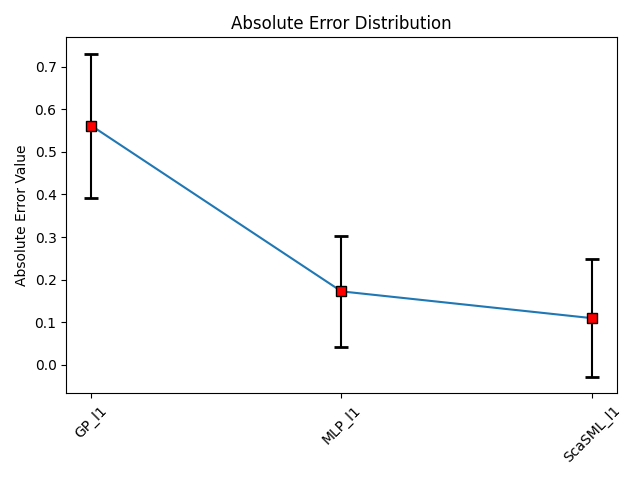 Absolute Error Distribution
Absolute Error Value
0.7
0.6
0.5
0.4
0.3
0.2
0.1
0.0
GP_l1
MLP_l1
ScaSML_l1